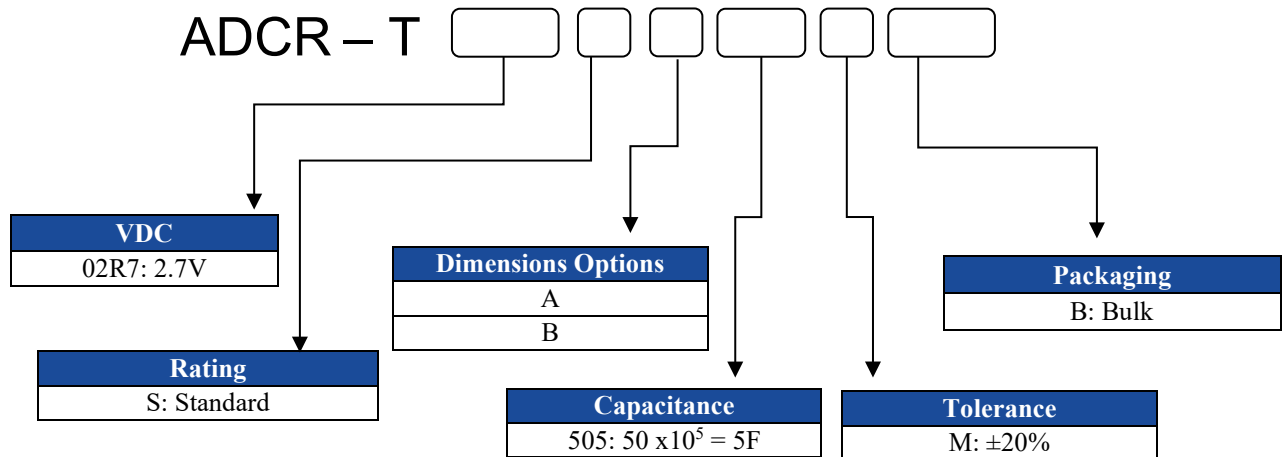 ADCR – T
VDC
02R7: 2.7V
Rating
S: Standard
Dimensions Options
A
B
Capacitance
505: 50 x10⁵ = 5F
Tolerance
M: ±20%
Packaging
B: Bulk